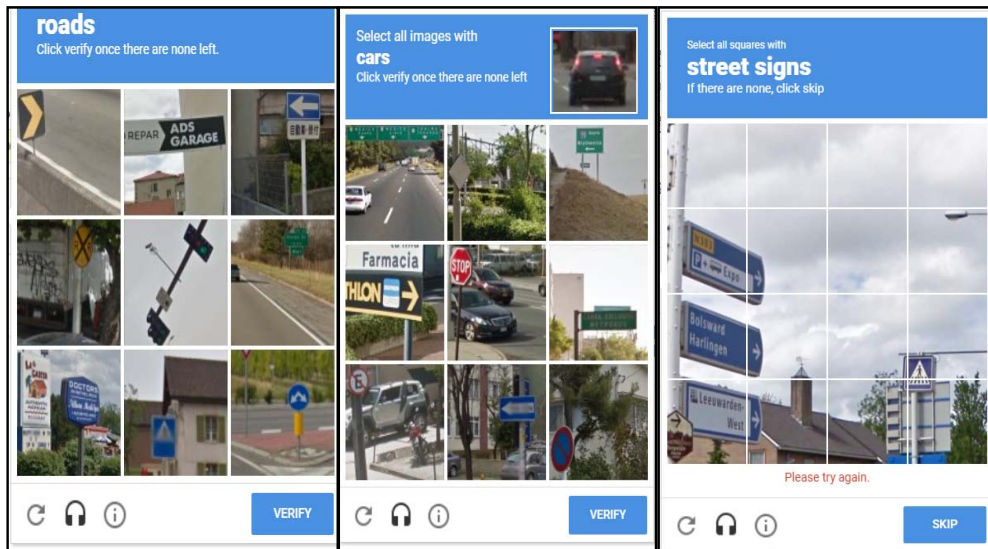 roads
Click verify once there are none left.
REPAR
ADS
GARAGE
DOCTORS
VERIFY
Select all images with
cars
Click verify once there are none left
Farmacia
THLON
STOP
E
VERIFY
Select all squares with
street signs
If there are none, click skip
N383
P + Expo
Bolsward
Harlingen
Leeuwarden-
West
Please try again.
SKIP